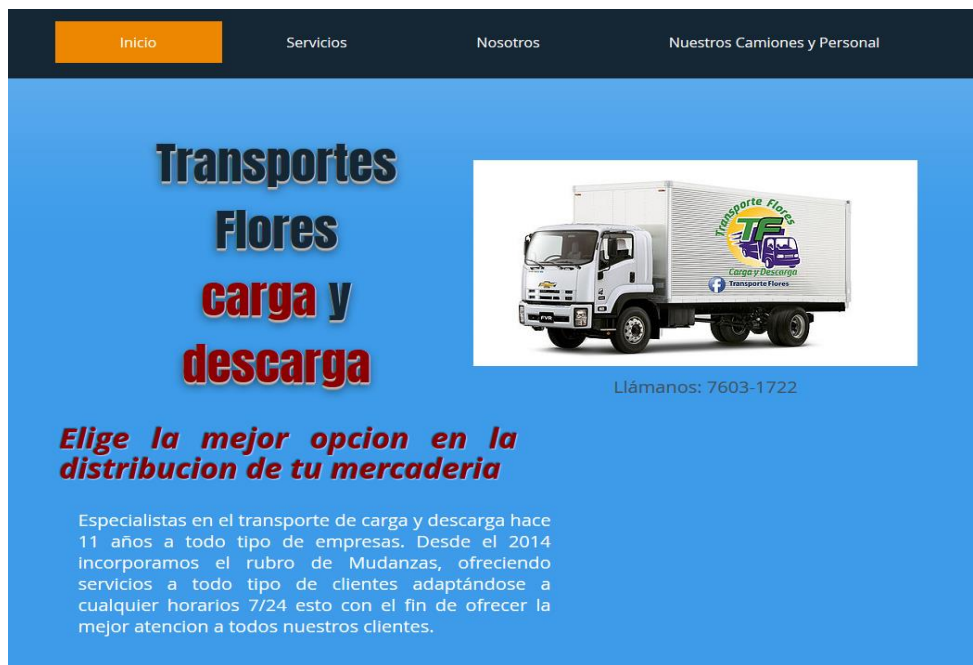 Inicio
Servicios
Nosotros
Nuestros Camiones y Personal
Transportes
Flores
carga y
descarga
Transporte Flores
TF
Carga y Descarga
f Transporte Flores
FVR
Llámanos: 7603-1722
Elige la mejor opcion en la
distribucion de tu mercaderia
Especialistas en el transporte de carga y descarga hace
11 años a todo tipo de empresas. Desde el 2014
incorporamos el rubro de Mudanzas, ofreciendo
servicios a todo tipo de clientes adaptándose a
cualquier horarios 7/24 esto con el fin de ofrecer la
mejor atencion a todos nuestros clientes.